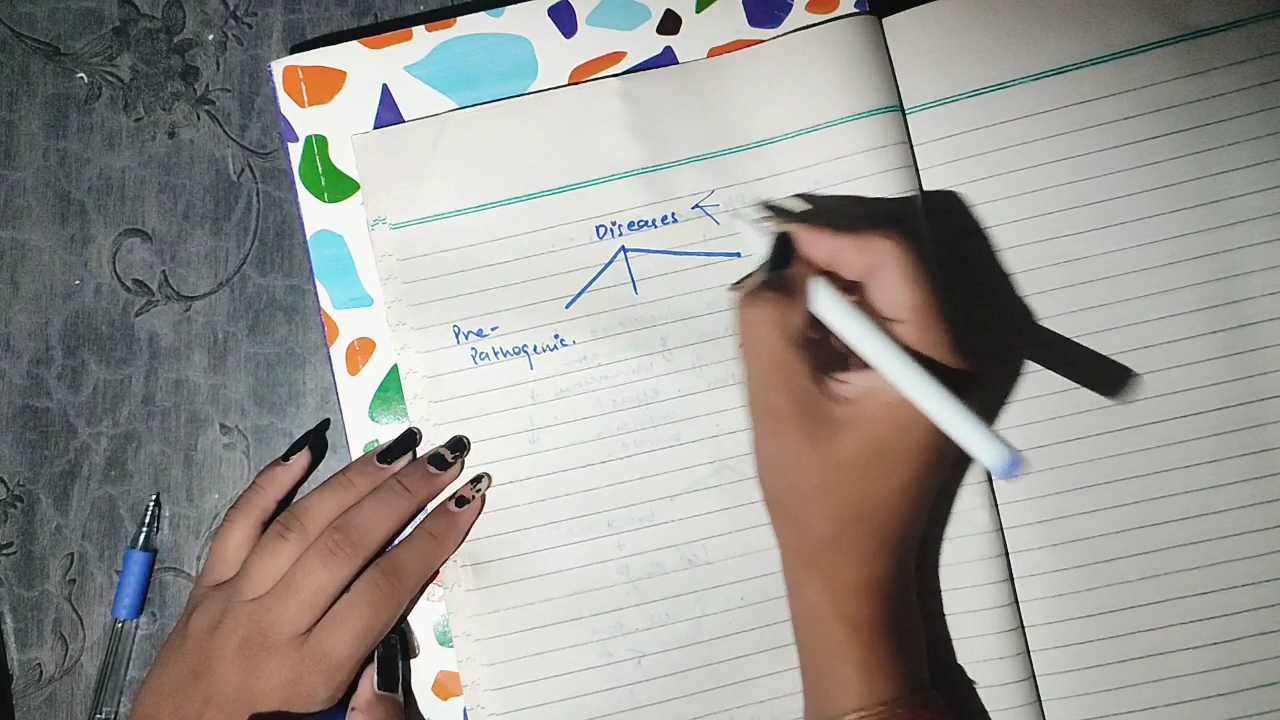 Diseases ←
Pre-
Pathogenic.